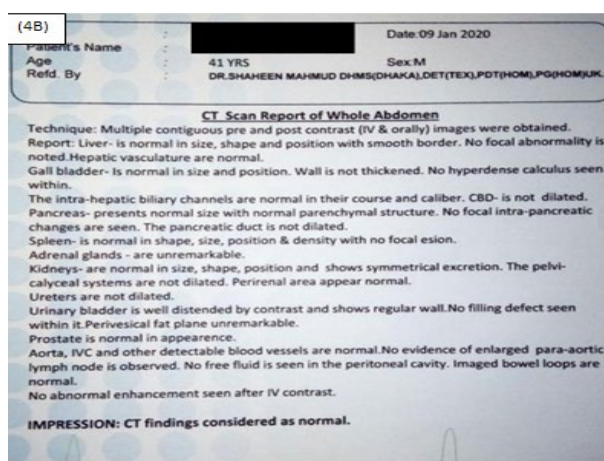 (4B)
Patient's Name : Date:09 Jan 2020
Age : 41 YRS Sex:M
Refd. By : DR.SHAHEEN MAHMUD DHMS(DHAKA),DET(TEX),PDT(HOM),PG(HOM)UK.
CT Scan Report of Whole Abdomen
Technique: Multiple contiguous pre and post contrast (IV & orally) images were obtained.
Report: Liver- is normal in size, shape and position with smooth border. No focal abnormality is
noted.Hepatic vasculature are normal.
Gall bladder- Is normal in size and position. Wall is not thickened. No hyperdense calculus seen
within.
The intra-hepatic biliary channels are normal in their course and caliber. CBD- is not dilated.
Pancreas- presents normal size with normal parenchymal structure. No focal intra-pancreatic
changes are seen. The pancreatic duct is not dilated.
Spleen- is normal in shape, size, position & density with no focal esion.
Adrenal glands - are unremarkable.
Kidneys- are normal in size, shape, position and shows symmetrical excretion. The pelvi-
calyceal systems are not dilated. Perirenal area appear normal.
Ureters are not dilated.
Urinary bladder is well distended by contrast and shows regular wall.No filling defect seen
within it.Perivesical fat plane unremarkable.
Prostate is normal in appearence.
Aorta, IVC and other detectable blood vessels are normal.No evidence of enlarged para-aortic
lymph node is observed. No free fluid is seen in the peritoneal cavity. Imaged bowel loops are
normal.
No abnormal enhancement seen after IV contrast.
IMPRESSION: CT findings considered as normal.